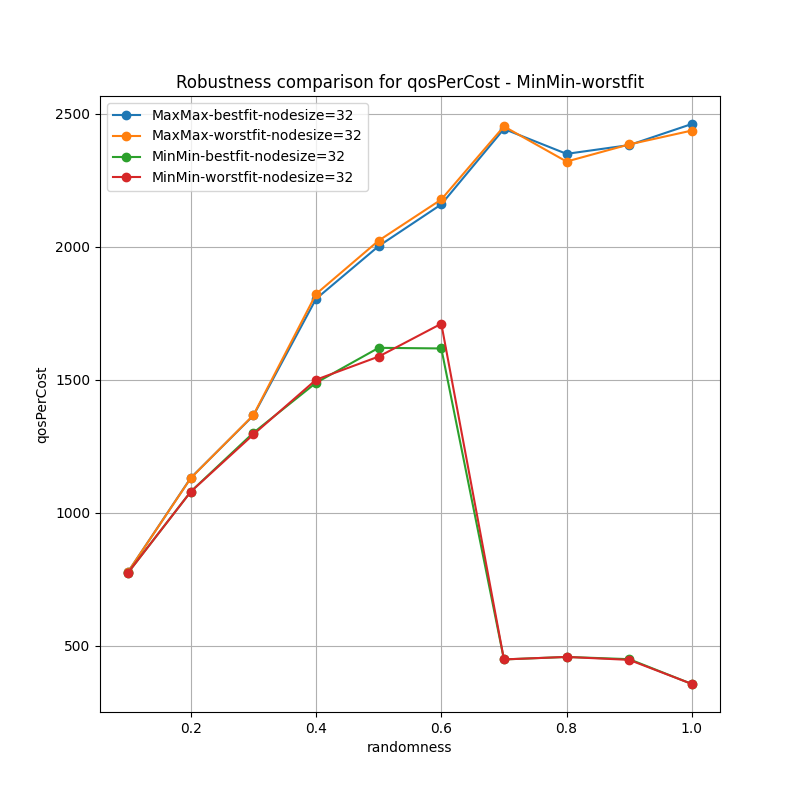 Robustness comparison for qosPerCost - MinMin-worstfit
MaxMax-bestfit-nodesize=32
MaxMax-worstfit-nodesize=32
MinMin-bestfit-nodesize=32
MinMin-worstfit-nodesize=32
2500
2000
1500
1000
500
qosPerCost
0.2 0.4 0.6 0.8 1.0
randomness